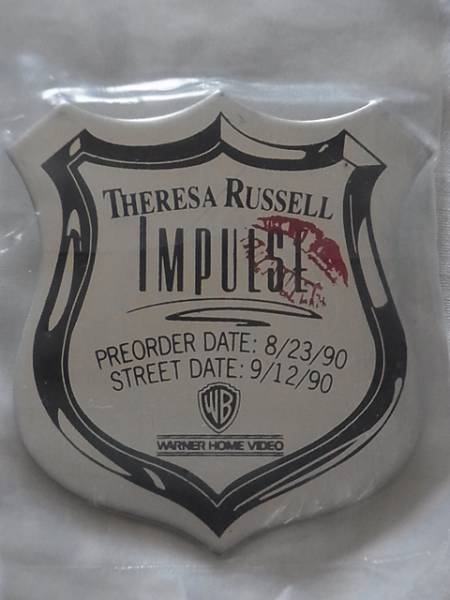 THERESA RUSSELL
IMPULSE
PREORDER DATE: 8/23/90
STREET DATE: 9/12/90
WB
WARNER HOME VIDEO